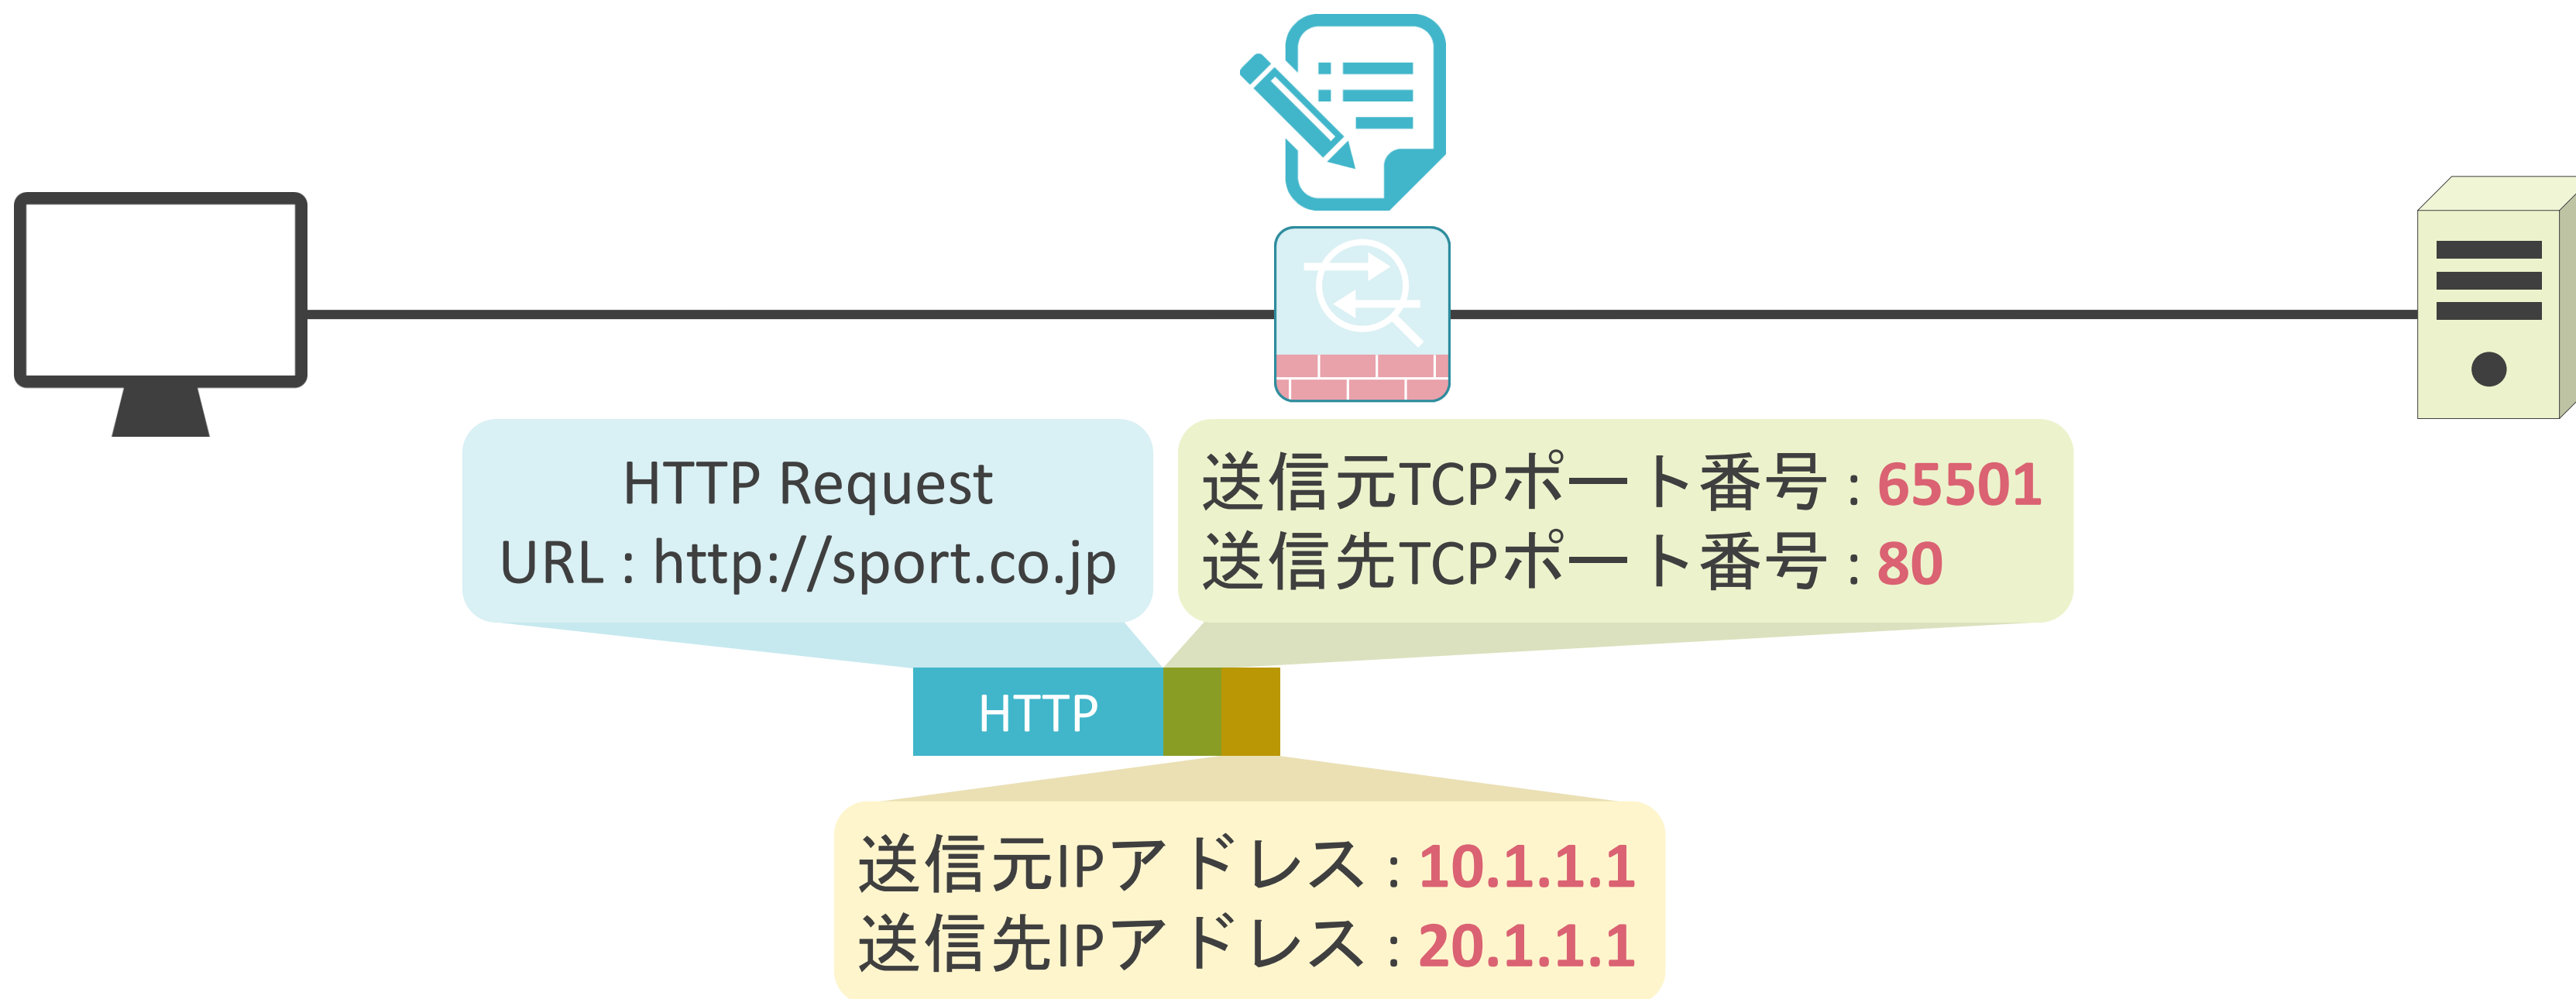 HTTP Request
URL : http://sport.co.jp
送信元TCPポート番号 : 65501
送信先TCPポート番号 : 80
HTTP
送信元IPアドレス : 10.1.1.1
送信先IPアドレス : 20.1.1.1